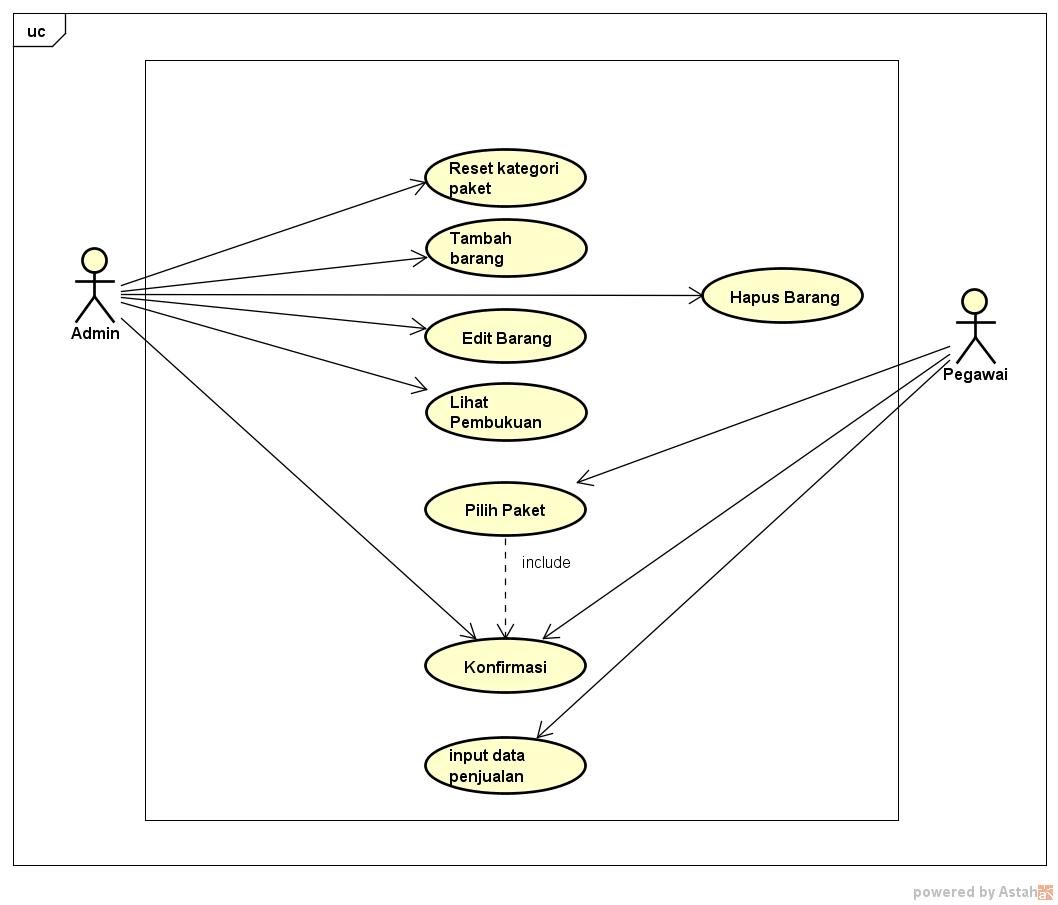 uc
Reset kategori
paket
Tambah
barang
Hapus Barang
Admin
Edit Barang
Pegawai
Lihat
Pembukuan
Pilih Paket
include
Konfirmasi
input data
penjualan
powered by Astah